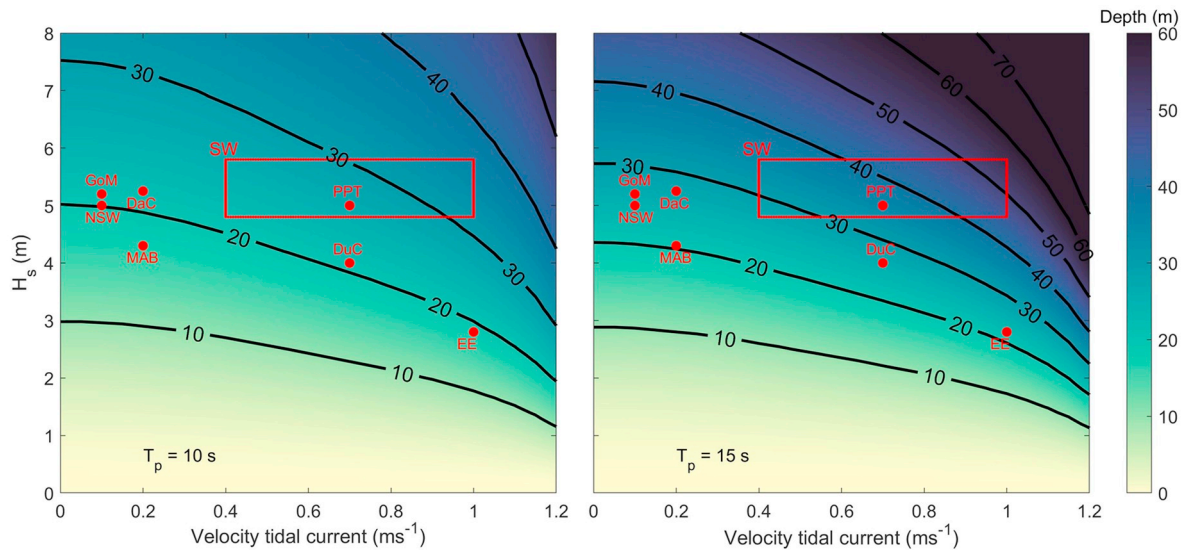 Depth (m)
60
50
40
30
20
10
0
H_s (m)
8
7
6
5
4
3
2
1
0
30
40
SW
30
GoM
DaC
PPT
NSW
20
MAB
DuC
30
20
EE
10
10
T_p = 10 s
0
0.2
0.4
0.6
0.8
1
1.2
Velocity tidal current (ms⁻¹)
40
50
60
70
30
SW
40
50
60
GoM
DaC
PPT
NSW
30
40
MAB
20
DuC
30
20
EE
10
10
T_p = 15 s
0
0.2
0.4
0.6
0.8
1
1.2
Velocity tidal current (ms⁻¹)